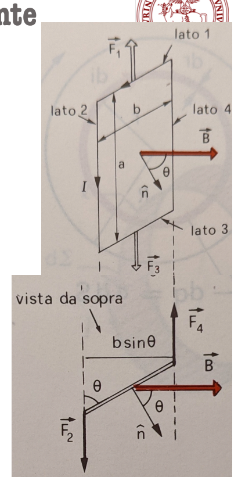 nte
lato 1
F₁
lato 2
b
lato 4
B
a
θ
I
n̂
lato 3
F₃
vista da sopra
F₄
b sinθ
θ
B
θ
F₂
n̂